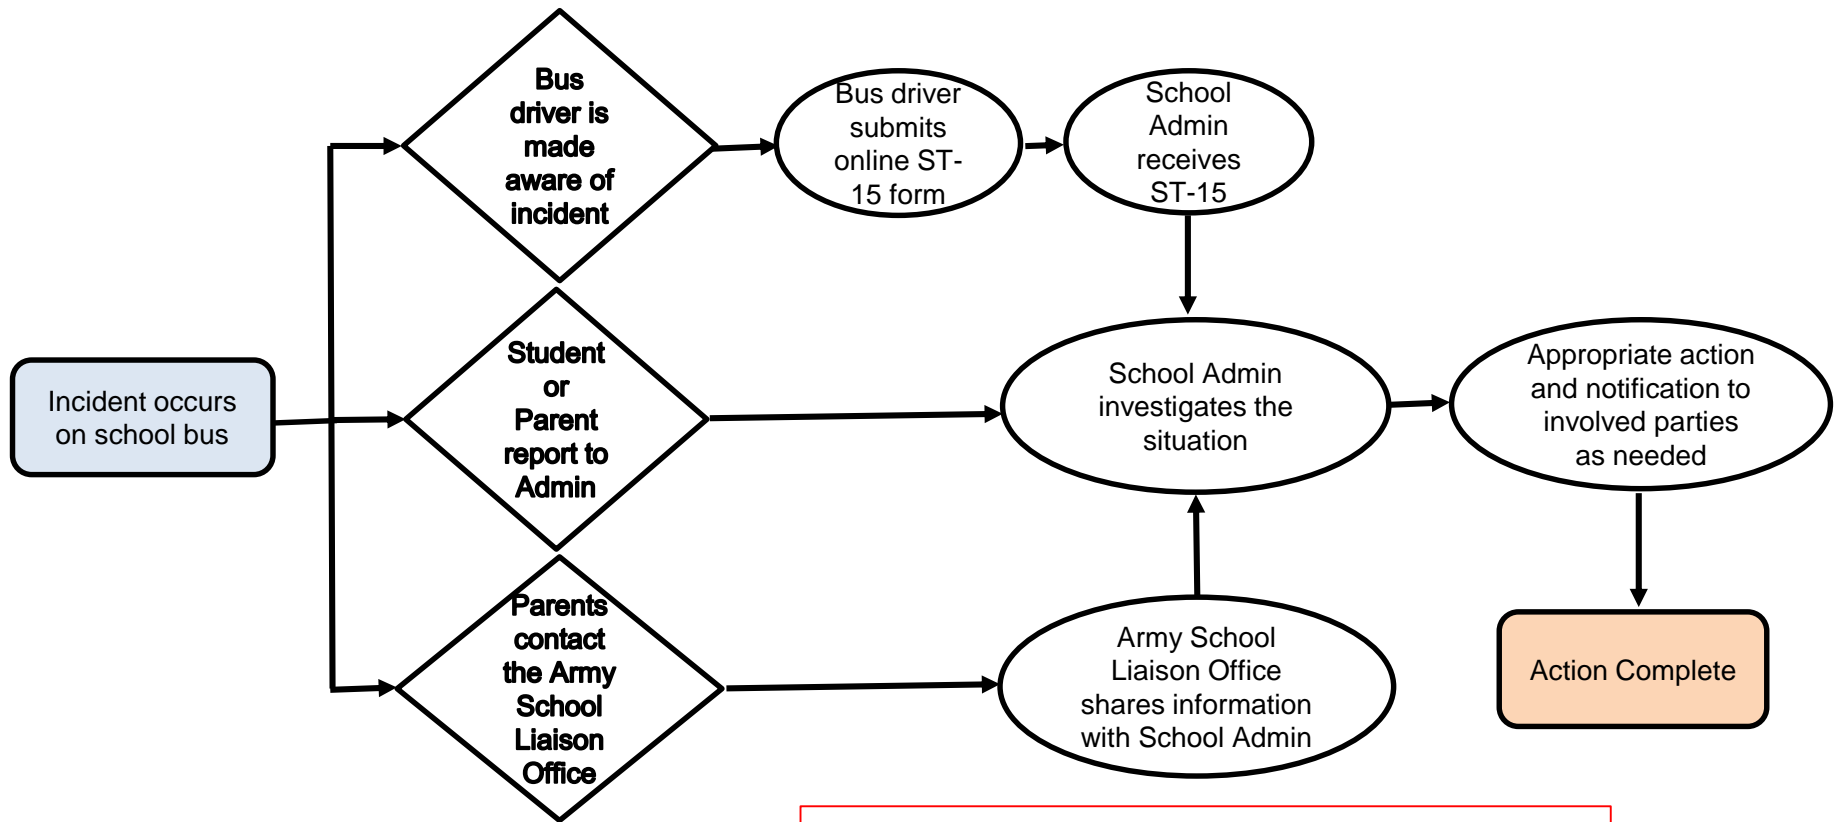 Bus
driver is
made
aware of
incident
Bus driver
submits
online ST-
15 form
School
Admin
receives
ST-15
Incident occurs
on school bus
Student
or
Parent
report to
Admin
School Admin
investigates the
situation
Appropriate action
and notification to
involved parties
as needed
Parents
contact
the Army
School
Liaison
Office
Army School
Liaison Office
shares information
with School Admin
Action Complete